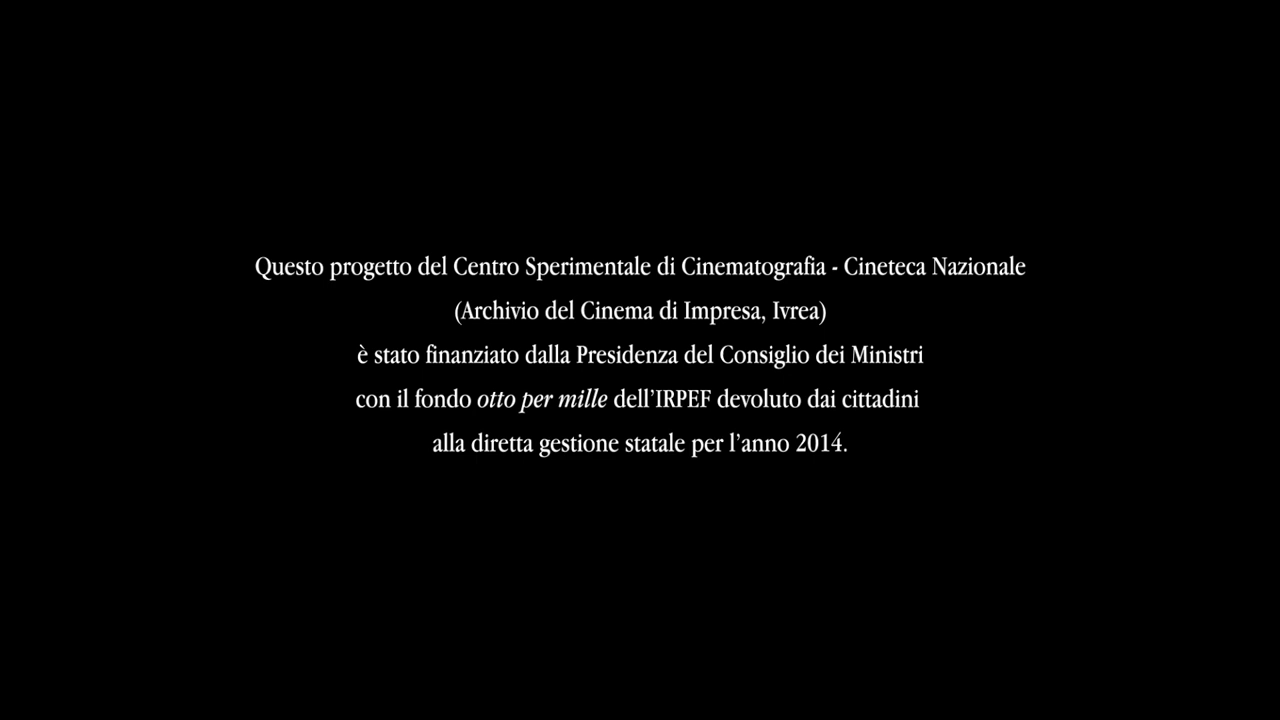 Questo progetto del Centro Sperimentale di Cinematografia - Cineteca Nazionale
(Archivio del Cinema di Impresa, Ivrea)
è stato finanziato dalla Presidenza del Consiglio dei Ministri
con il fondo otto per mille dell’IRPEF devoluto dai cittadini
alla diretta gestione statale per l’anno 2014.